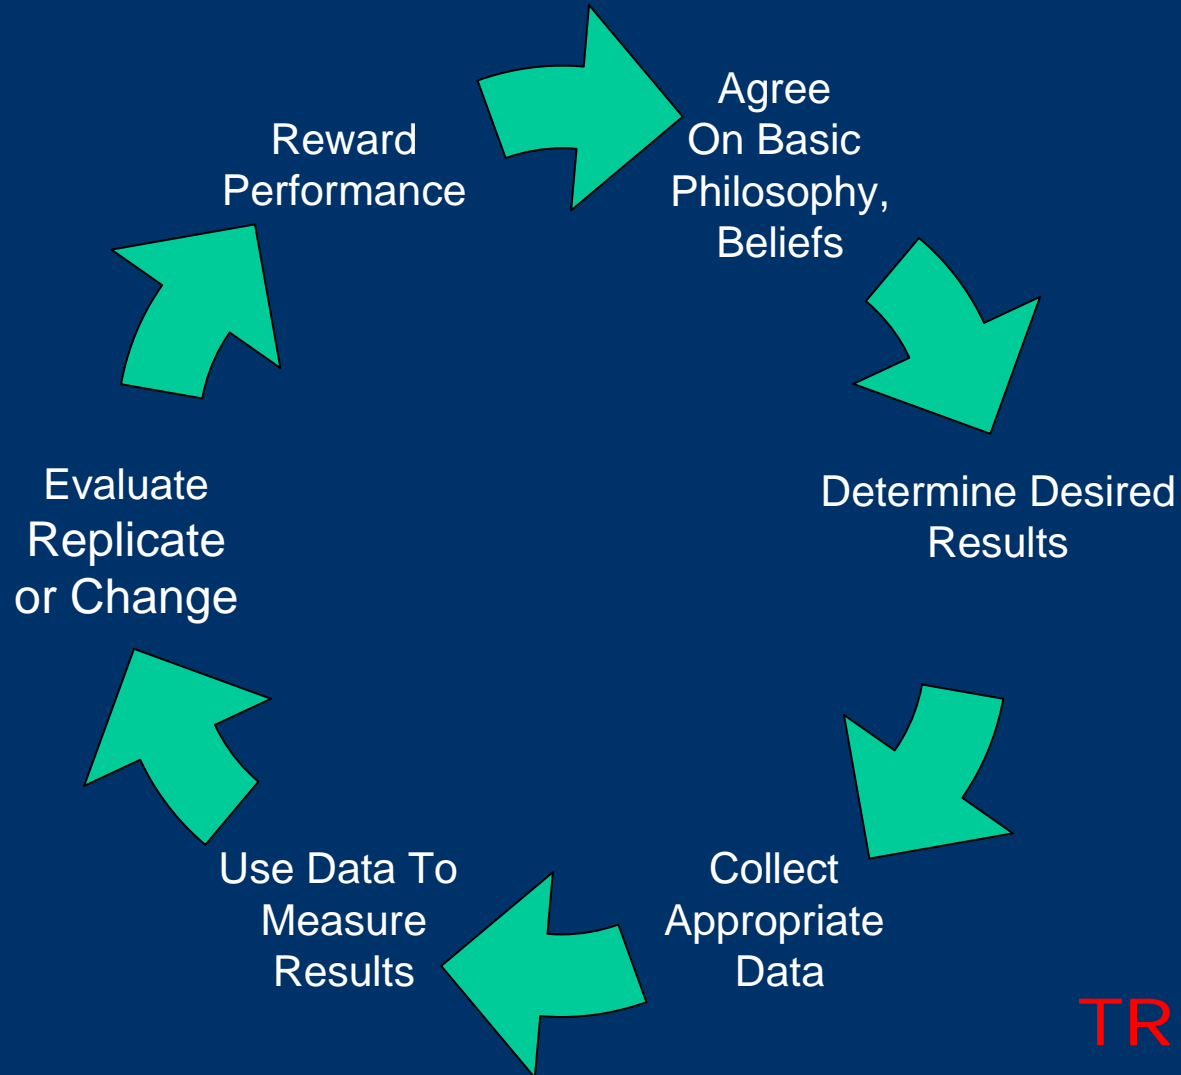 Agree
On Basic
Philosophy,
Beliefs
Determine Desired
Results
Collect
Appropriate
Data
Use Data To
Measure
Results
Evaluate
Replicate
or Change
Reward
Performance
TR